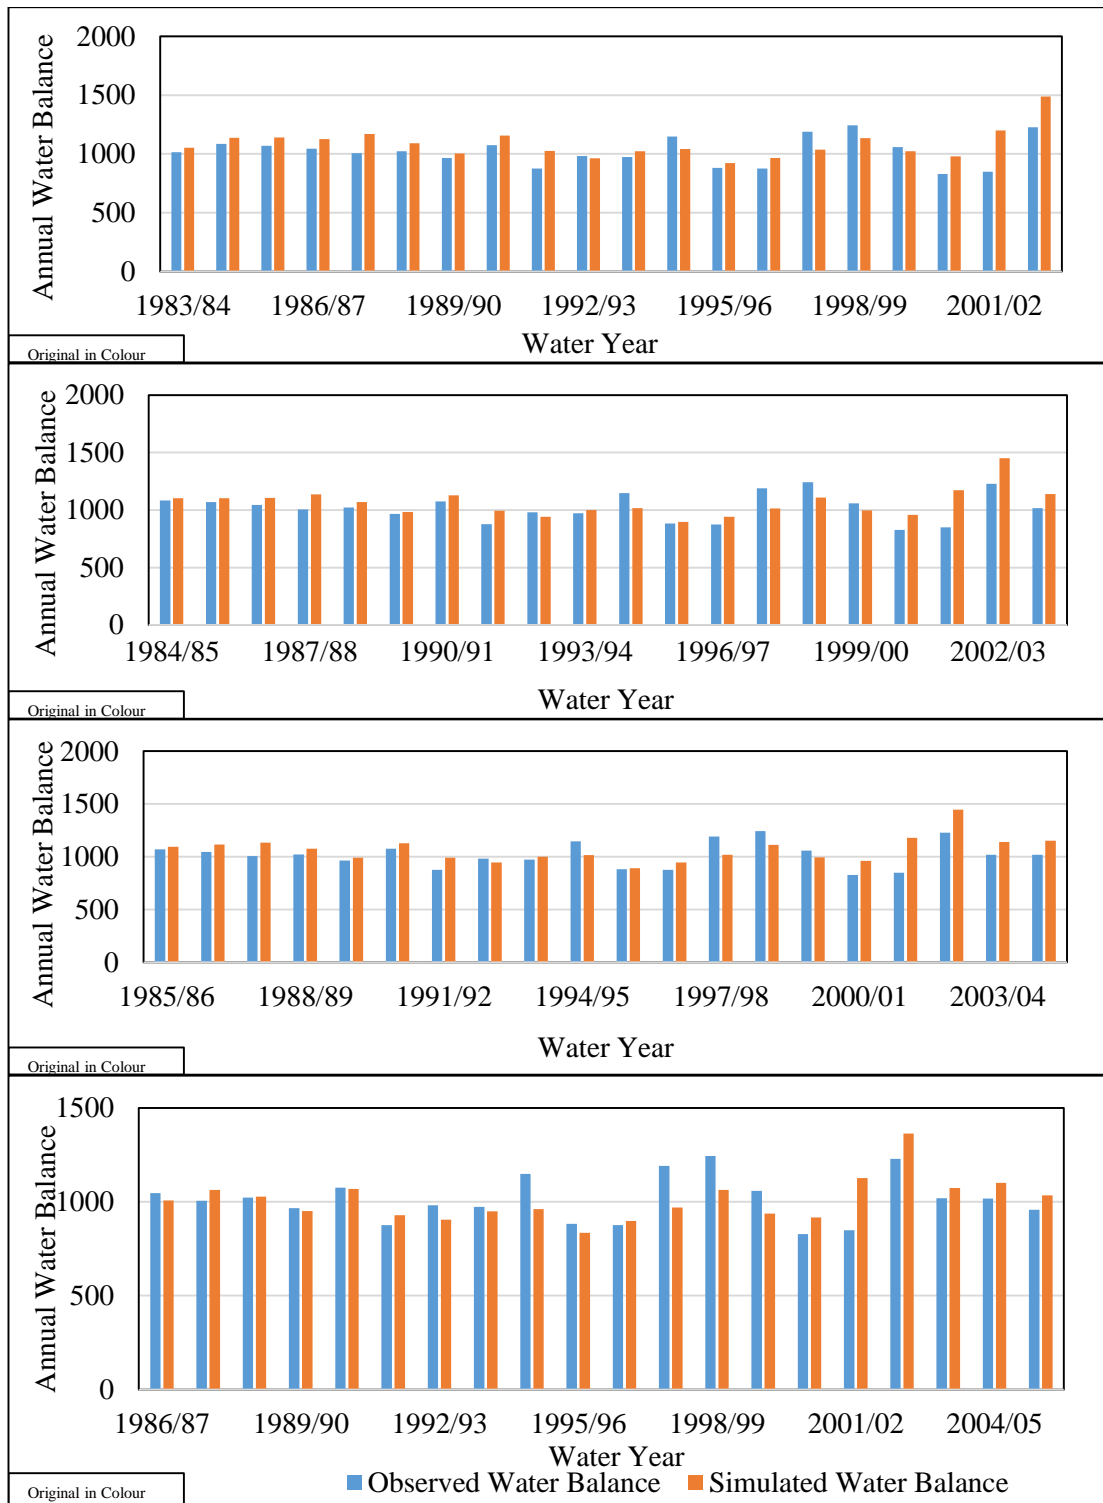 2000
1500
1000
500
0
Annual Water Balance
1983/84 1986/87 1989/90 1992/93 1995/96 1998/99 2001/02
Water Year
Original in Colour
2000
1500
1000
500
0
Annual Water Balance
1984/85 1987/88 1990/91 1993/94 1996/97 1999/00 2002/03
Water Year
Original in Colour
2000
1500
1000
500
0
Annual Water Balance
1985/86 1988/89 1991/92 1994/95 1997/98 2000/01 2003/04
Water Year
Original in Colour
1500
1000
500
0
Annual Water Balance
1986/87 1989/90 1992/93 1995/96 1998/99 2001/02 2004/05
Water Year
Observed Water Balance Simulated Water Balance
Original in Colour